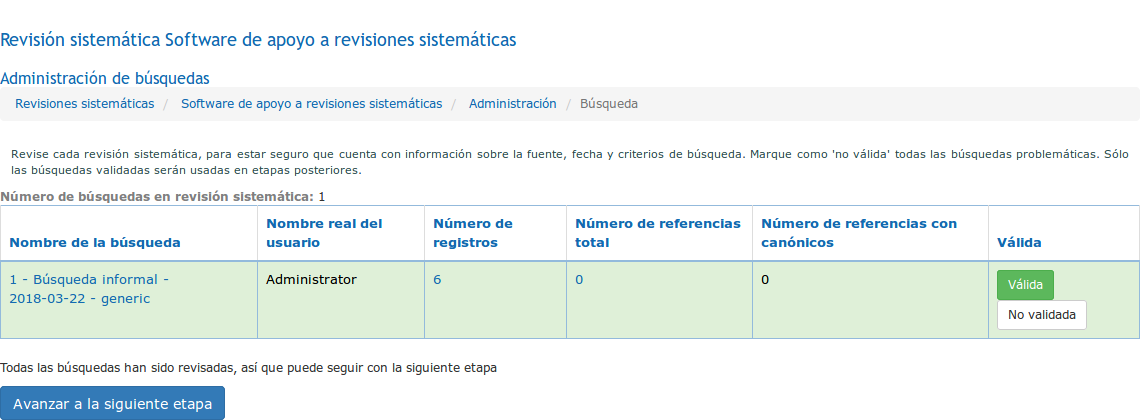 Revisión sistemática Software de apoyo a revisiones sistemáticas
Administración de búsquedas
Revisiones sistemáticas / Software de apoyo a revisiones sistemáticas / Administración / Búsqueda
Revise cada revisión sistemática, para estar seguro que cuenta con información sobre la fuente, fecha y criterios de búsqueda. Marque como 'no válida' todas las búsquedas problemáticas. Sólo
las búsquedas validadas serán usadas en etapas posteriores.
Número de búsquedas en revisión sistemática: 1
Nombre de la búsqueda
Nombre real del
usuario
Número de
registros
Número de referencias
total
Número de referencias con
canónicos
Válida
1 - Búsqueda informal -
2018-03-22 - generic
Administrator
6
0
0
Válida
No validada
Todas las búsquedas han sido revisadas, así que puede seguir con la siguiente etapa
Avanzar a la siguiente etapa